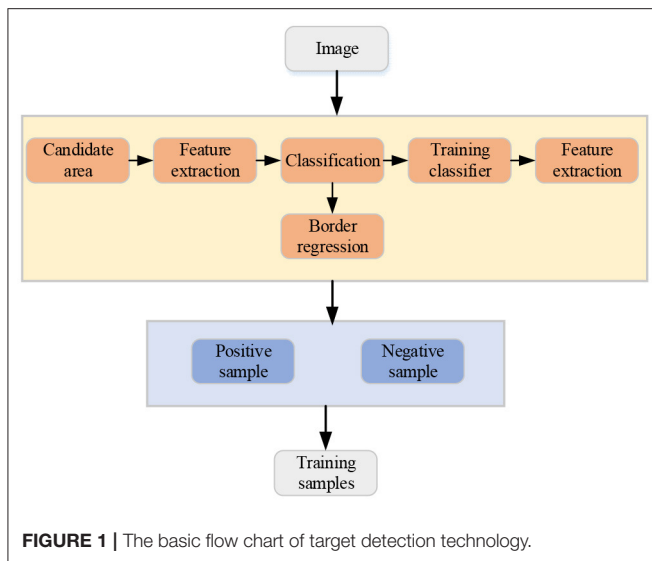 Image
Candidate
area
Feature
extraction
Classification
Training
classifier
Feature
extraction
Border
regression
Positive
sample
Negative
sample
Training
samples
FIGURE 1 | The basic flow chart of target detection technology.